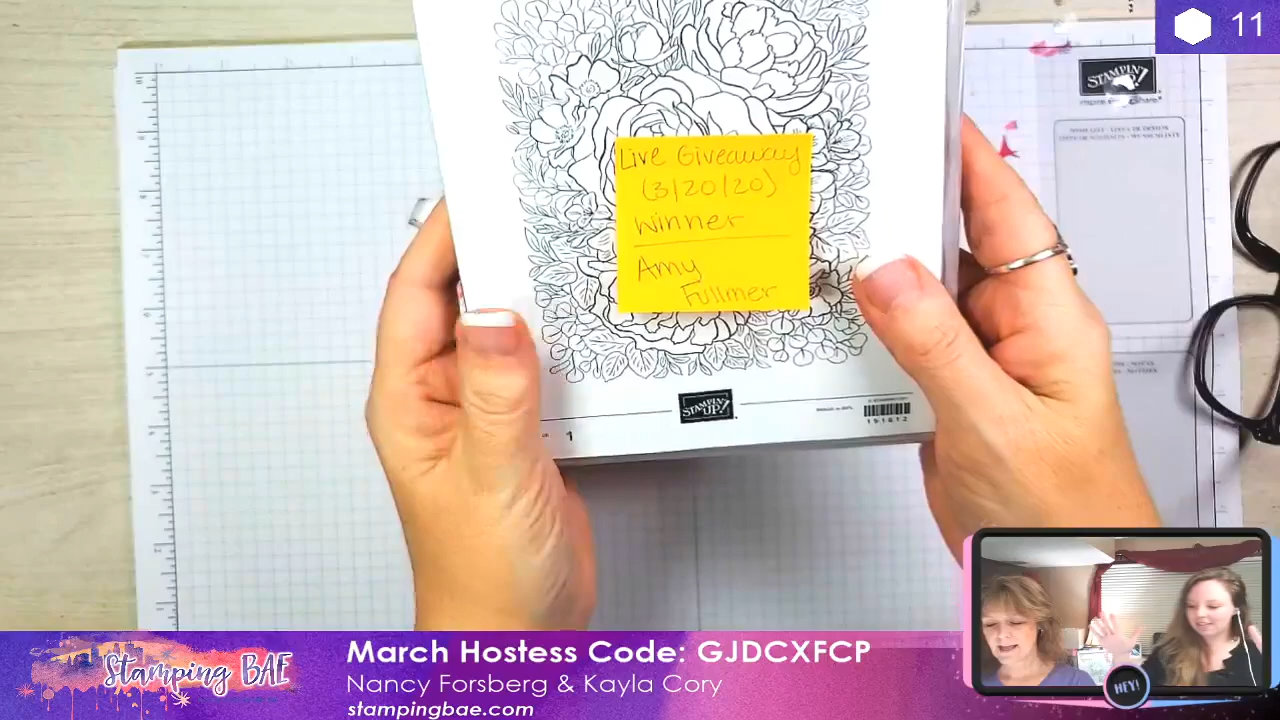 11
STAMPIN' UP!
Live Giveaway
(3/20/20)
Winner
Amy
Fullmer
STAMPIN' UP!
151612
1
HEY!
Stamping BAE
March Hostess Code: GJDCXFCP
Nancy Forsberg & Kayla Cory
stampingbae.com